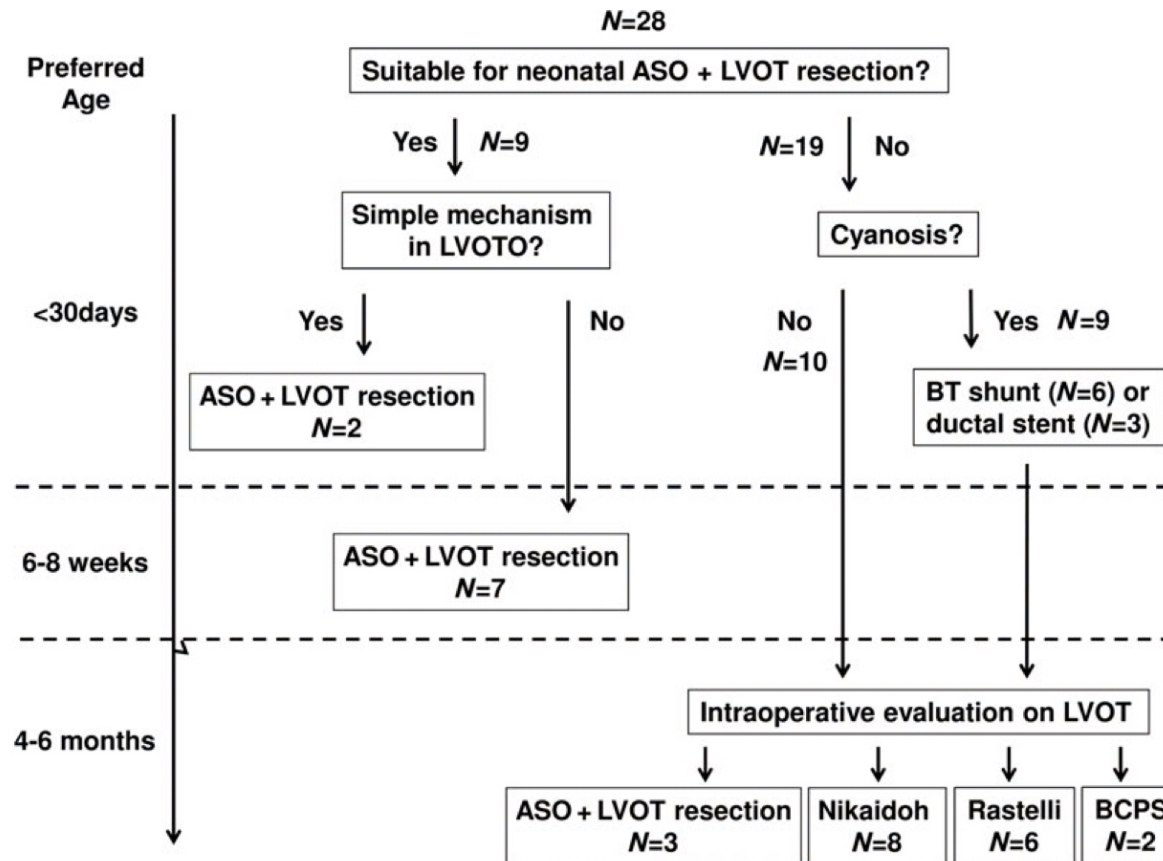 N=28
Preferred
Age
Suitable for neonatal ASO + LVOT resection?
Yes N=9
N=19 No
Simple mechanism
in LVOTO?
Cyanosis?
<30days
Yes
No
No
N=10
Yes N=9
ASO + LVOT resection
N=2
BT shunt (N=6) or
ductal stent (N=3)
6-8 weeks
ASO + LVOT resection
N=7
4-6 months
Intraoperative evaluation on LVOT
ASO + LVOT resection
N=3
Nikaidoh
N=8
Rastelli
N=6
BCPS
N=2